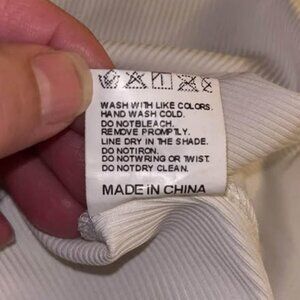 WASH WITH LIKE COLORS.
HAND WASH COLD.
DO NOTBLEACH.
REMOVE PROMPTLY.
LINE DRY IN THE SHADE.
DO NOTIRON.
DO NOTWRING OR TWIST.
DO NOTDRY CLEAN.
MADE IN CHINA